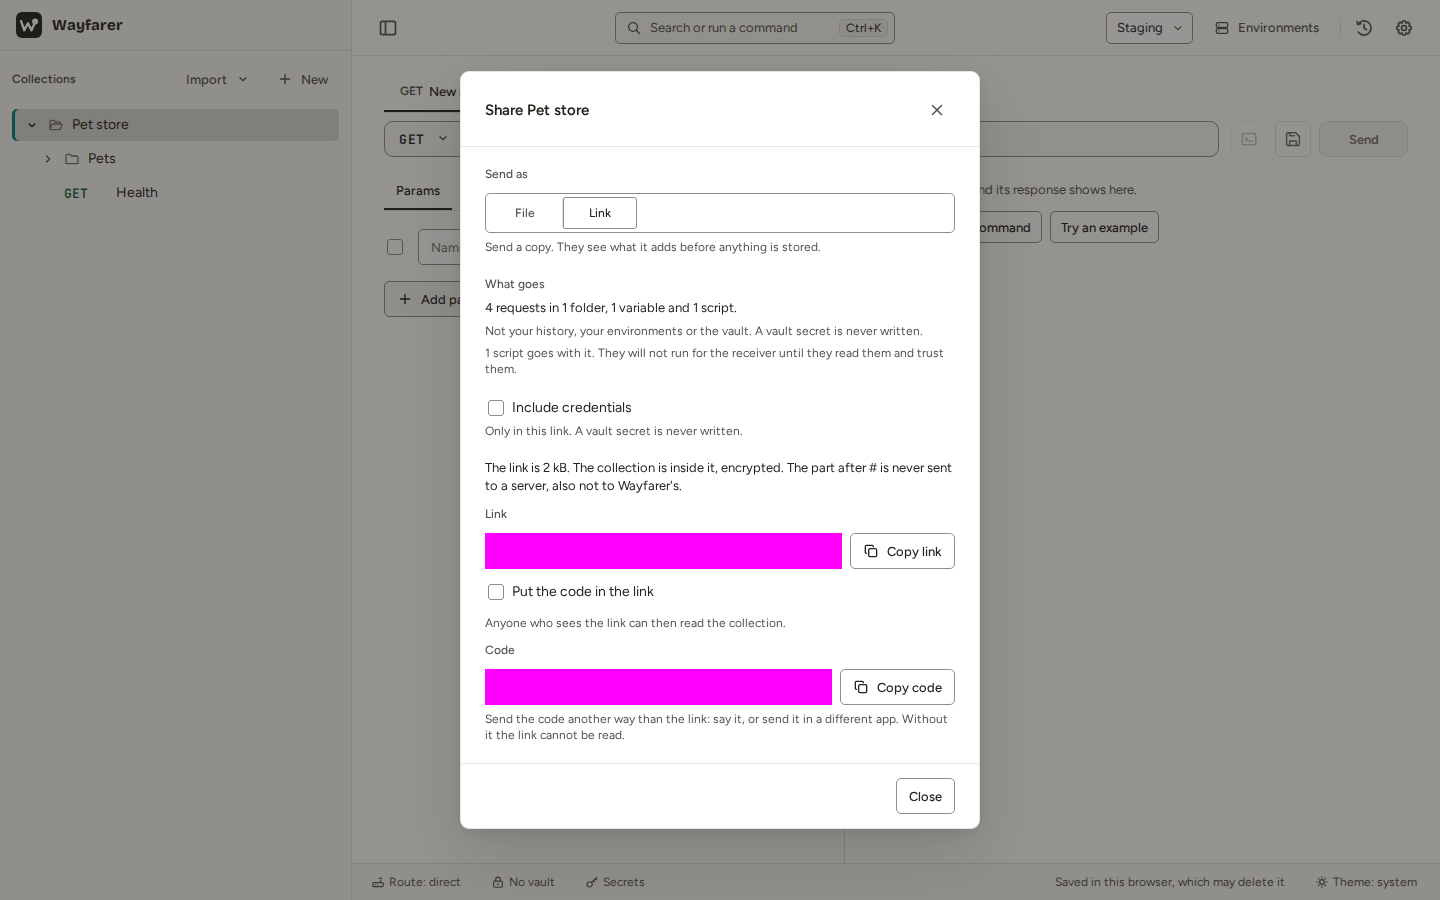 Wayfarer
Search or run a command
Ctrl+K
Staging
Environments
Collections
Import
New
Pet store
Pets
GET Health
GET New
GET
Send
Params
nd its response shows here.
ommand
Try an example
Name
Add pa
Share Pet store
Send as
File
Link
Send a copy. They see what it adds before anything is stored.
What goes
4 requests in 1 folder, 1 variable and 1 script.
Not your history, your environments or the vault. A vault secret is never written.
1 script goes with it. They will not run for the receiver until they read them and trust
them.
Include credentials
Only in this link. A vault secret is never written.
The link is 2 kB. The collection is inside it, encrypted. The part after # is never sent
to a server, also not to Wayfarer's.
Link
Copy link
Put the code in the link
Anyone who sees the link can then read the collection.
Code
Copy code
Send the code another way than the link: say it, or send it in a different app. Without
it the link cannot be read.
Close
Route: direct
No vault
Secrets
Saved in this browser, which may delete it
Theme: system